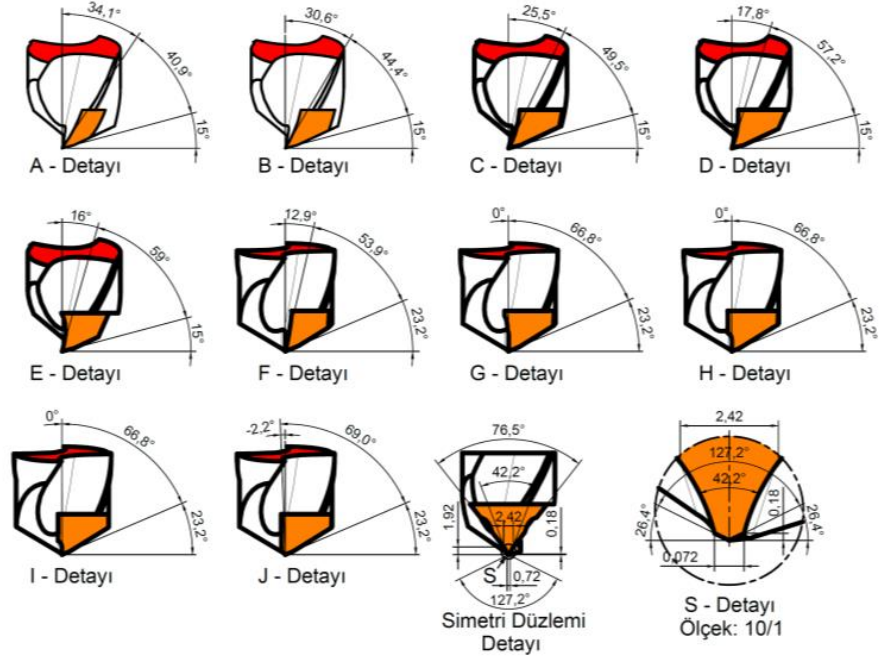 34,1°
40,9°
15°
A - Detayı
30,6°
44,4°
15°
B - Detayı
25,5°
49,5°
15°
C - Detayı
17,8°
57,2°
15°
D - Detayı
16°
59°
15°
E - Detayı
12,9°
53,9°
23,2°
F - Detayı
0°
66,8°
23,2°
G - Detayı
0°
66,8°
23,2°
H - Detayı
0°
66,8°
23,2°
I - Detayı
-2,2°
69,0°
23,2°
J - Detayı
76,5°
42,2°
1,92
2,42
0,18
S
0,72
127,2°
Simetri Düzlemi
Detayı
2,42
127,2°
42,2°
0,18
26,4°
26,4°
0,072
S - Detayı
Ölçek: 10/1